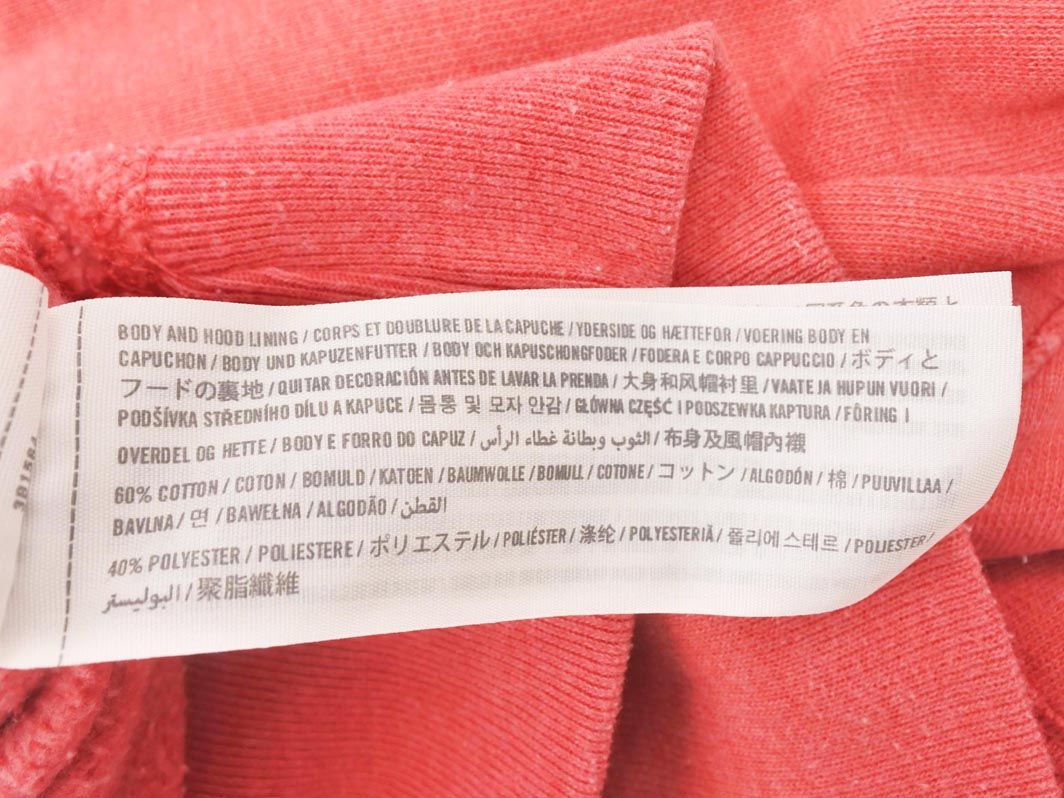 BODY AND HOOD LINING / CORPS ET DOUBLURE DE LA CAPUCHE / YDERSIDE OG HÆTTEFOR / VOERING BODY EN
CAPUCHON / BODY UND KAPUZENFUTTER / BODY OCH KAPUSCHONGFODER / FODERA E CORPO CAPPUCCIO / ボディと
フードの裏地 / QUITAR DECORACIÓN ANTES DE LAVAR LA PRENDA / 大身和风帽衬里 / VAATE JA HUPUN VUORI /
PODŠÍVKA STŘEDNÍHO DÍLU A KAPUCE / 몸통 및 모자 안감 / GŁÓWNA CZĘŚĆ I PODSZEWKA KAPTURA / FÔRING I
OVERDEL OG HETTE / BODY E FORRO DO CAPUZ / الثوب وبطانة غطاء الرأس / 布身及風帽內襯
60% COTTON / COTON / BOMULD / KATOEN / BAUMWOLLE / BOMULL / COTONE / コットン / ALGODÓN / 棉 / PUUVILLAA /
BAVLNA / 면 / BAWEŁNA / ALGODÃO / القطن
40% POLYESTER / POLIESTERE / ポリエステル / POLIÉSTER / 涤纶 / POLYESTERIÄ / 폴리에스테르 / POLIESTER /
البوليستر / 聚脂纖維
3B1564